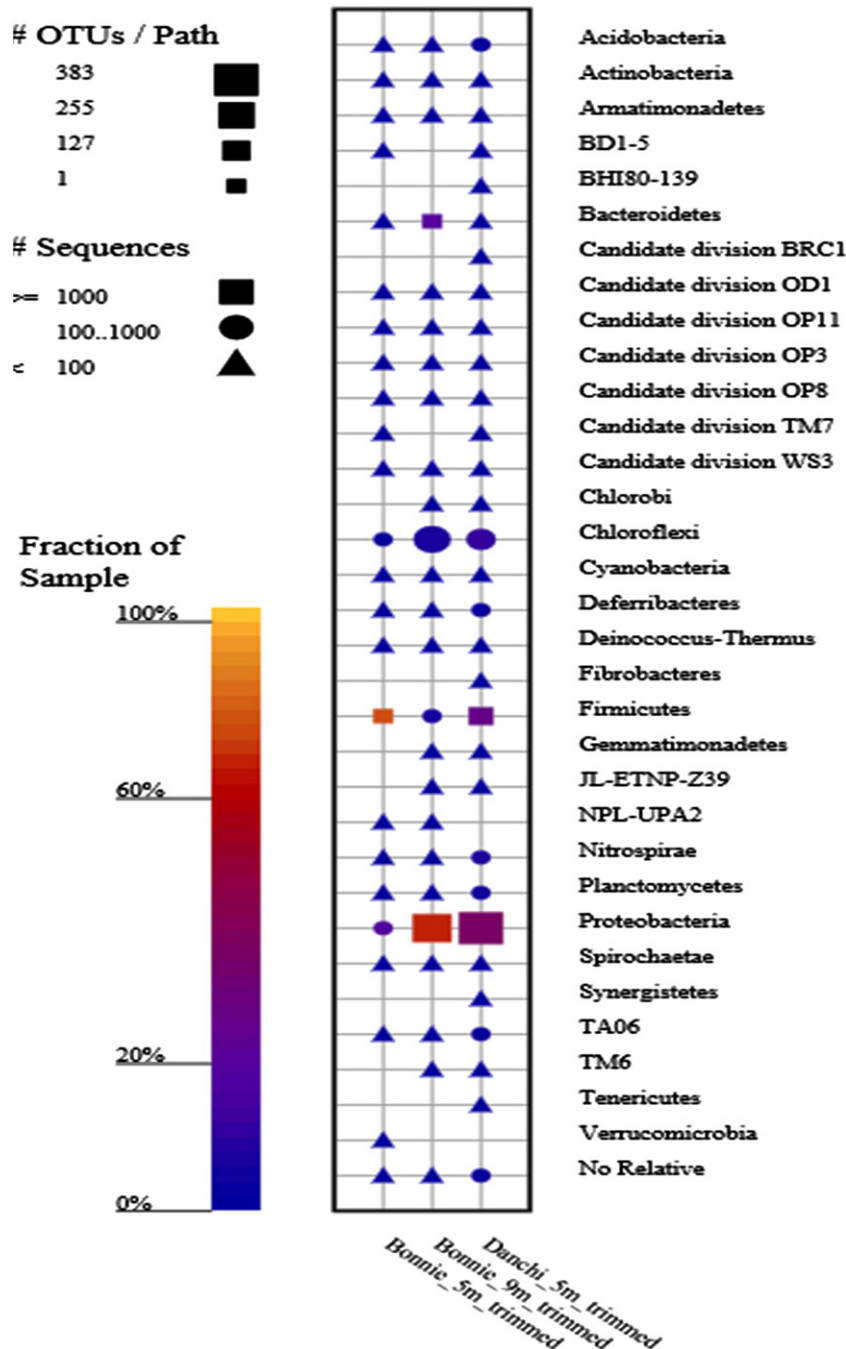 # OTUs / Path
383
255
127
1
# Sequences
>= 1000
100..1000
< 100
Fraction of
Sample
100%
60%
20%
0%
Acidobacteria
Actinobacteria
Armatimonadetes
BD1-5
BHI80-139
Bacteroidetes
Candidate division BRC1
Candidate division OD1
Candidate division OP11
Candidate division OP3
Candidate division OP8
Candidate division TM7
Candidate division WS3
Chlorobi
Chloroflexi
Cyanobacteria
Deferribacteres
Deinococcus-Thermus
Fibrobacteres
Firmicutes
Gemmatimonadetes
JL-ETNP-Z39
NPL-UPA2
Nitrospirae
Planctomycetes
Proteobacteria
Spirochaetae
Synergistetes
TA06
TM6
Tenericutes
Verrucomicrobia
No Relative
Bonnie_5m_trimmed
Bonnie_9m_trimmed
Danchi_5m_trimmed